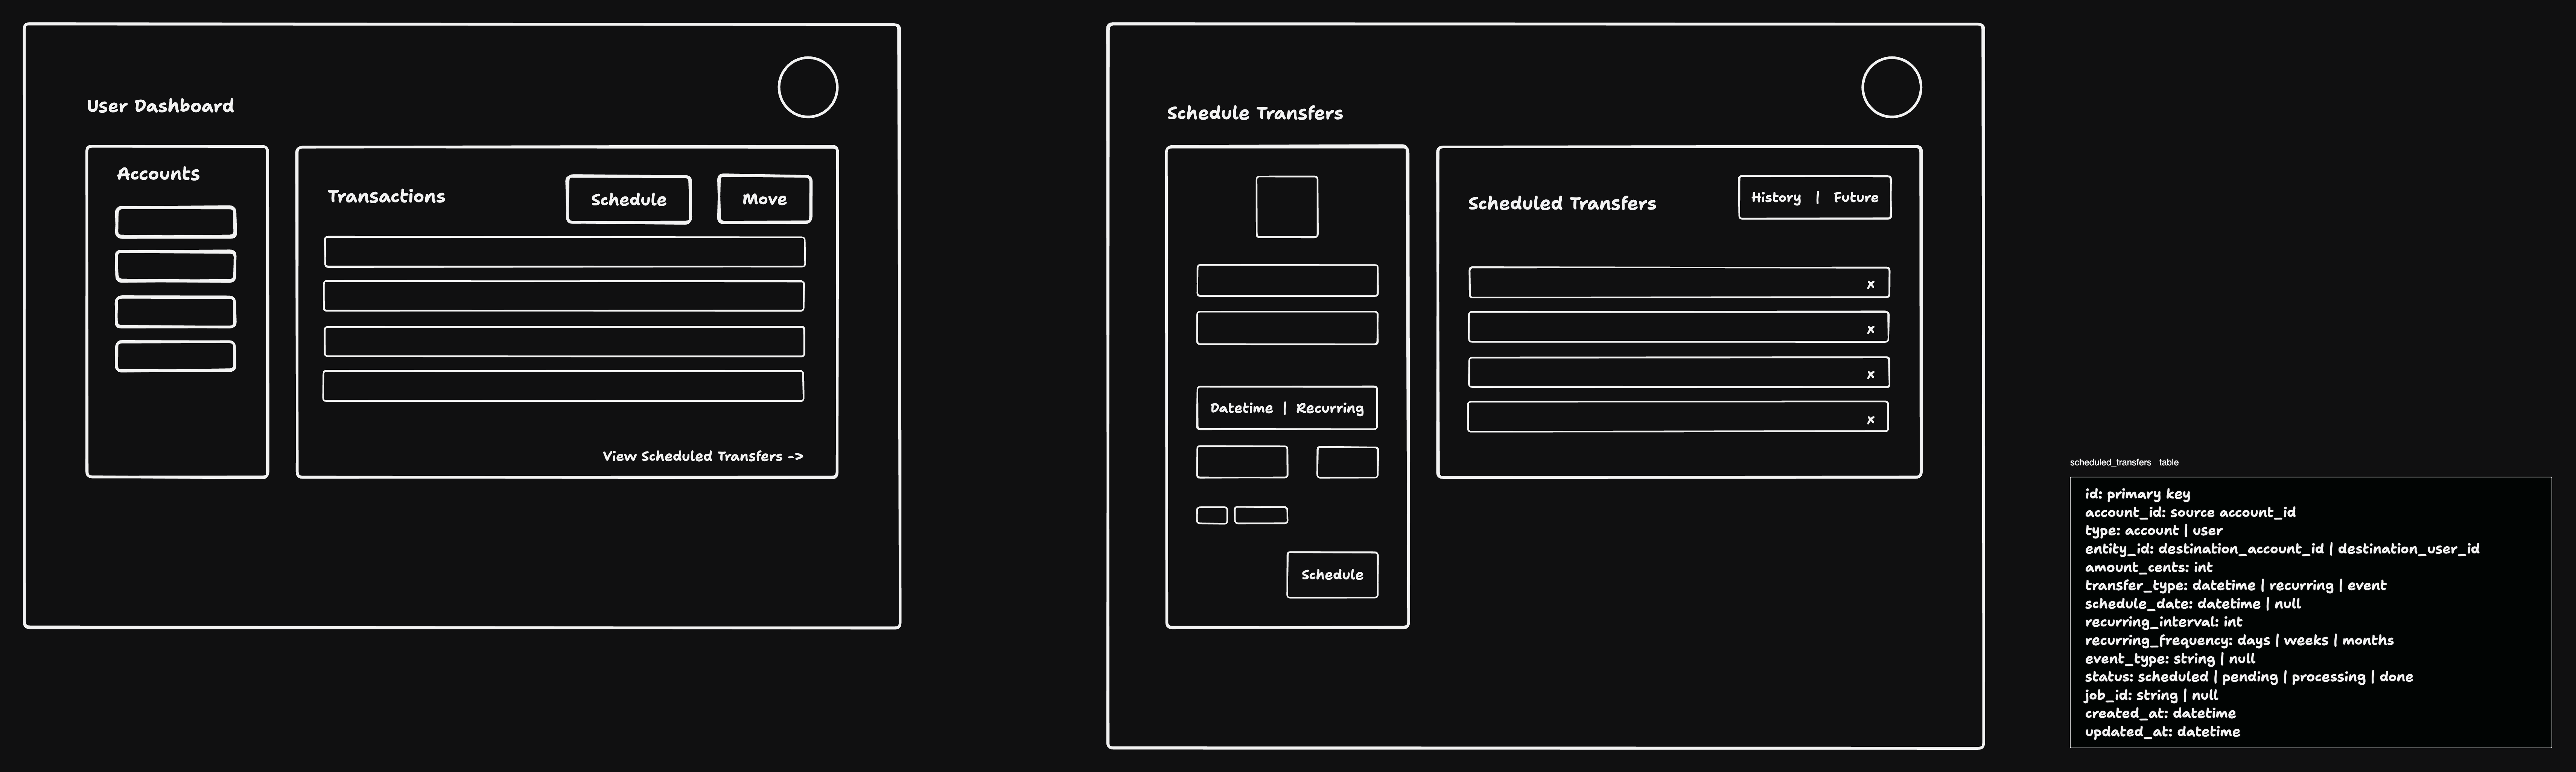 User Dashboard
Accounts
Transactions
Schedule
Move
View Scheduled Transfers ->
Schedule Transfers
Datetime | Recurring
Schedule
Scheduled Transfers
History | Future
x
x
x
x
scheduled_transfers table
id: primary key
account_id: source account_id
type: account | user
entity_id: destination_account_id | destination_user_id
amount_cents: int
transfer_type: datetime | recurring | event
schedule_date: datetime | null
recurring_interval: int
recurring_frequency: days | weeks | months
event_type: string | null
status: scheduled | pending | processing | done
job_id: string | null
created_at: datetime
updated_at: datetime